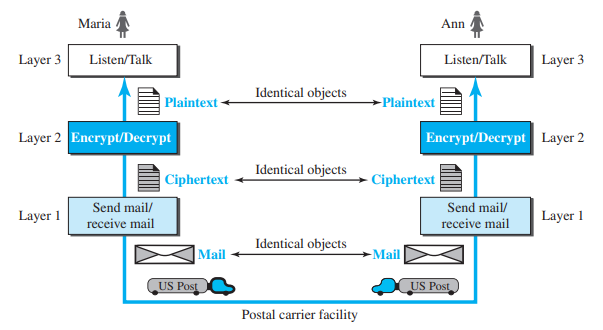 Maria
Ann
Layer 3
Listen/Talk
Listen/Talk
Layer 3
Plaintext
Identical objects
Plaintext
Layer 2
Encrypt/Decrypt
Encrypt/Decrypt
Layer 2
Ciphertext
Identical objects
Ciphertext
Layer 1
Send mail/
receive mail
Send mail/
receive mail
Layer 1
Mail
Identical objects
Mail
US Post
US Post
Postal carrier facility